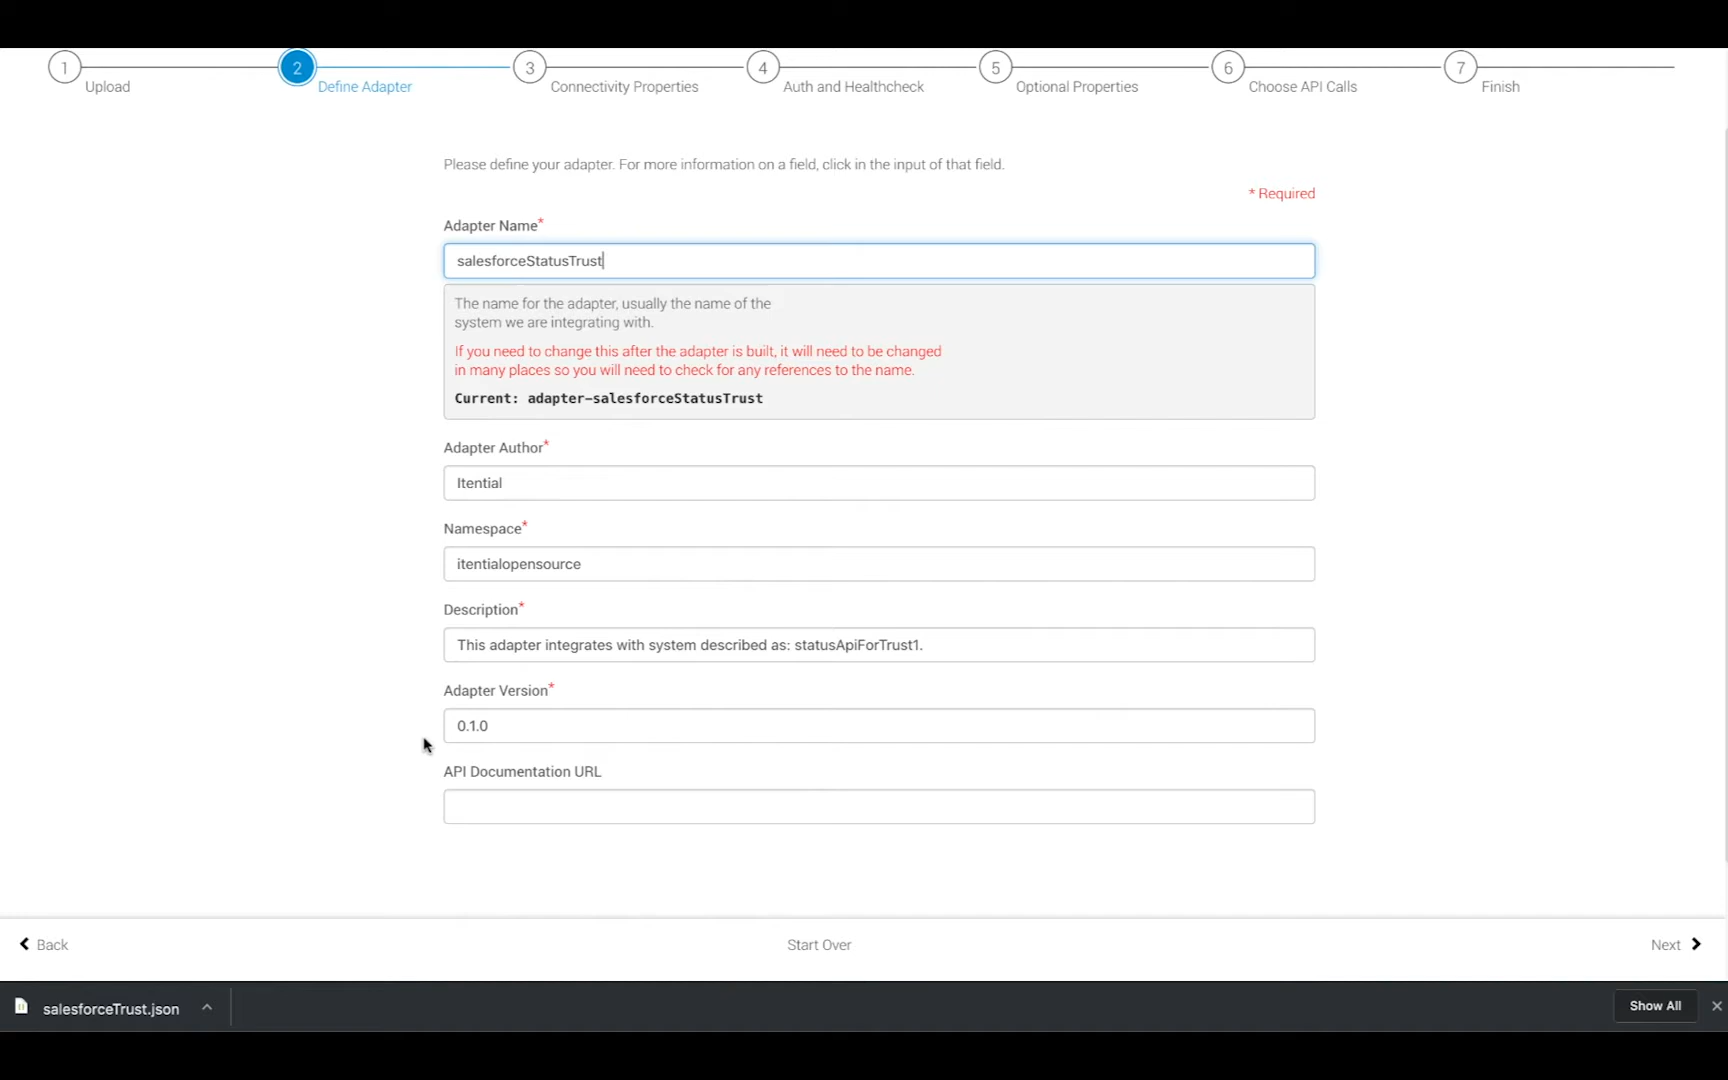 1
Upload
2
Define Adapter
3
Connectivity Properties
4
Auth and Healthcheck
5
Optional Properties
6
Choose API Calls
7
Finish
Please define your adapter. For more information on a field, click in the input of that field.
* Required
Adapter Name*
salesforceStatusTrust
The name for the adapter, usually the name of the
system we are integrating with.
If you need to change this after the adapter is built, it will need to be changed
in many places so you will need to check for any references to the name.
Current: adapter-salesforceStatusTrust
Adapter Author*
Itential
Namespace*
itentialopensource
Description*
This adapter integrates with system described as: statusApiForTrust1.
Adapter Version*
0.1.0
API Documentation URL
Back
Start Over
Next
salesforceTrust.json
Show All